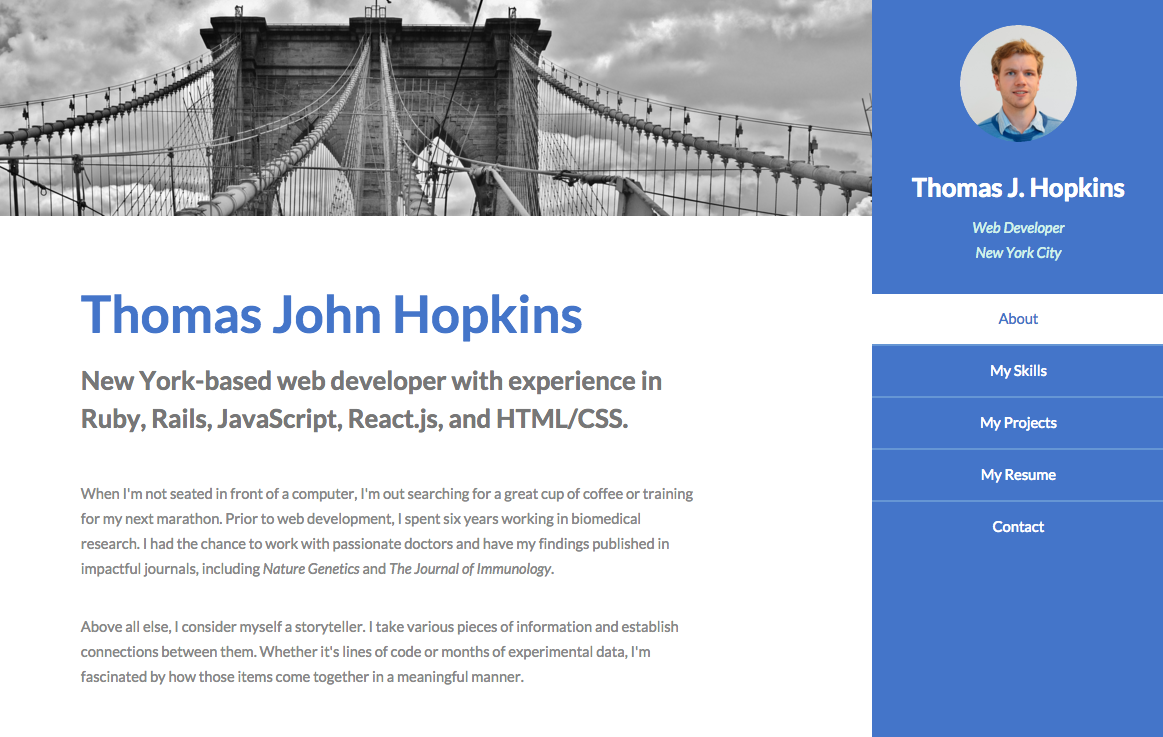 Thomas John Hopkins
New York-based web developer with experience in
Ruby, Rails, JavaScript, React.js, and HTML/CSS.
When I'm not seated in front of a computer, I'm out searching for a great cup of coffee or training
for my next marathon. Prior to web development, I spent six years working in biomedical
research. I had the chance to work with passionate doctors and have my findings published in
impactful journals, including Nature Genetics and The Journal of Immunology.
Above all else, I consider myself a storyteller. I take various pieces of information and establish
connections between them. Whether it's lines of code or months of experimental data, I'm
fascinated by how those items come together in a meaningful manner.
Thomas J. Hopkins
Web Developer
New York City
About
My Skills
My Projects
My Resume
Contact